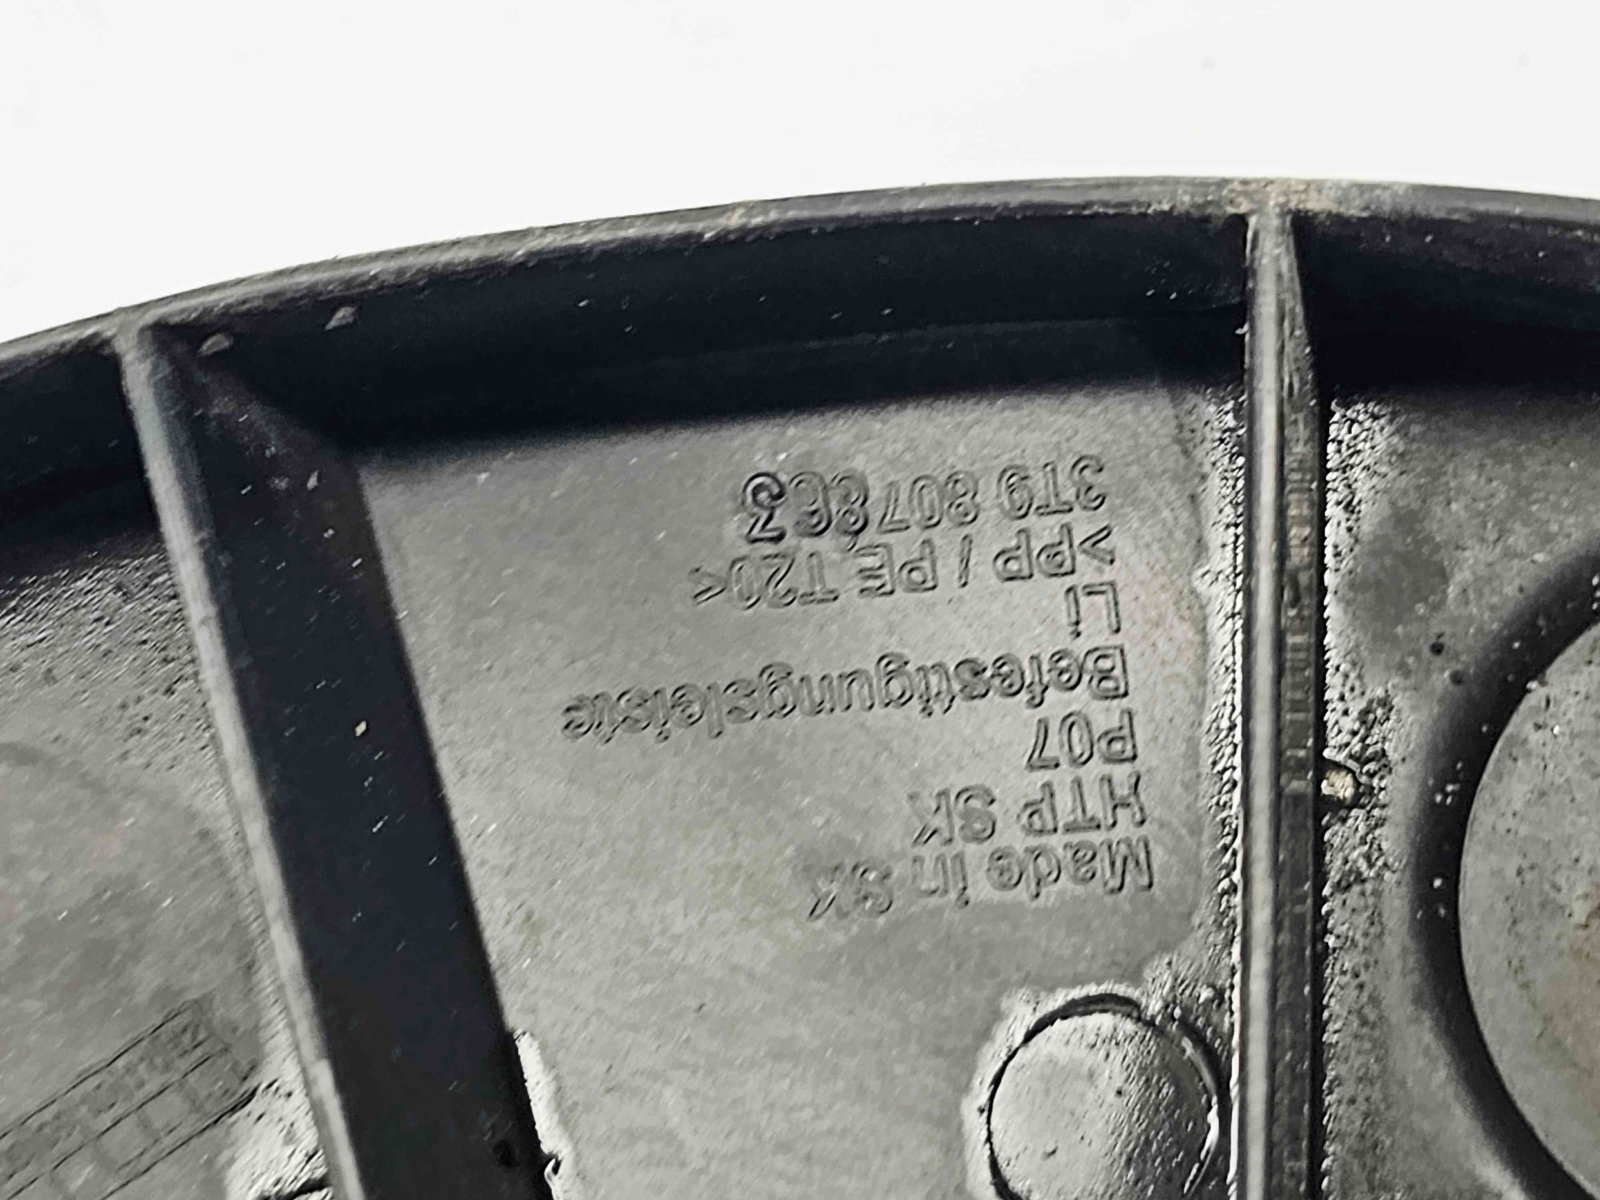 Made in SK
HTP SK
P07
Befestigungsleiste
Li
>PP / PE T20<
3T9 807 863